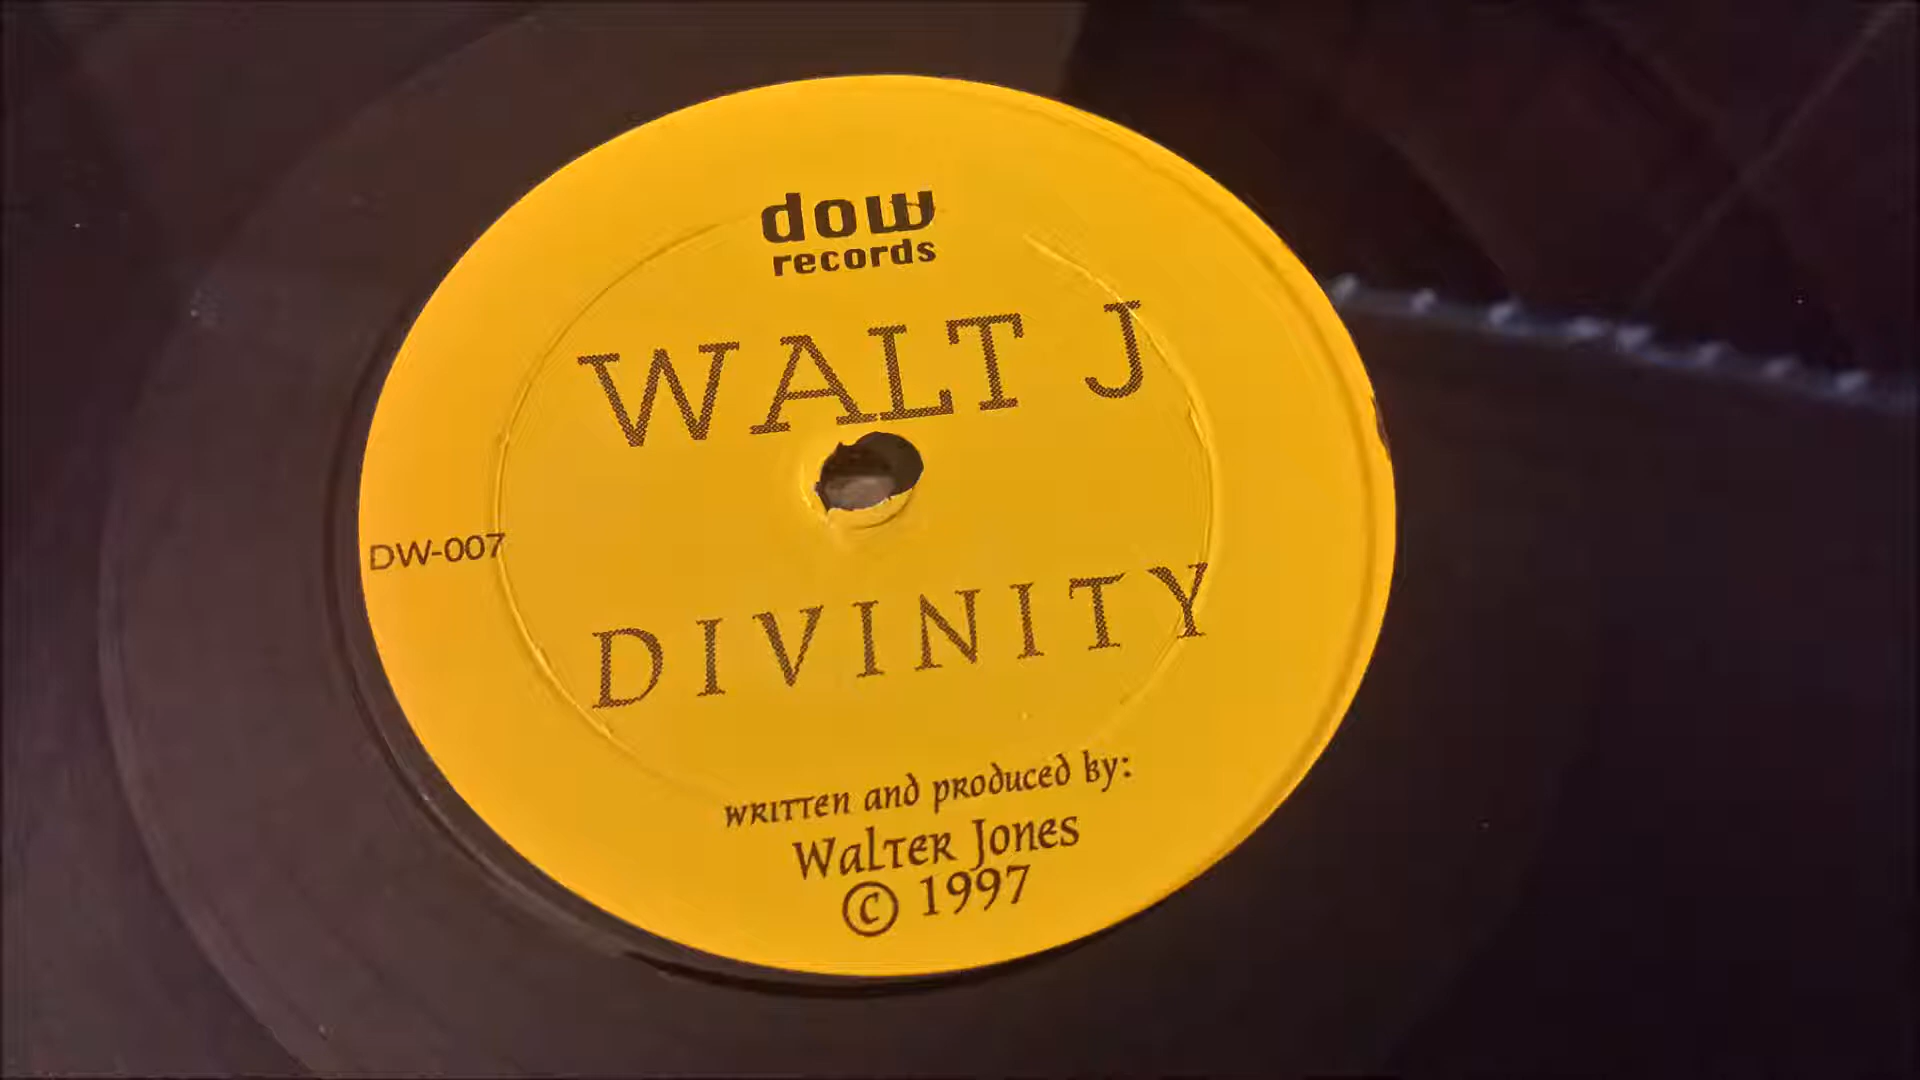 dow
records
WALT J
DW-007
DIVINITY
written and produced by:
Walter Jones
© 1997